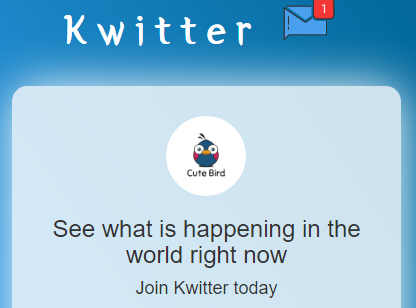 Kwitter
1
Cute Bird
See what is happening in the
world right now
Join Kwitter today